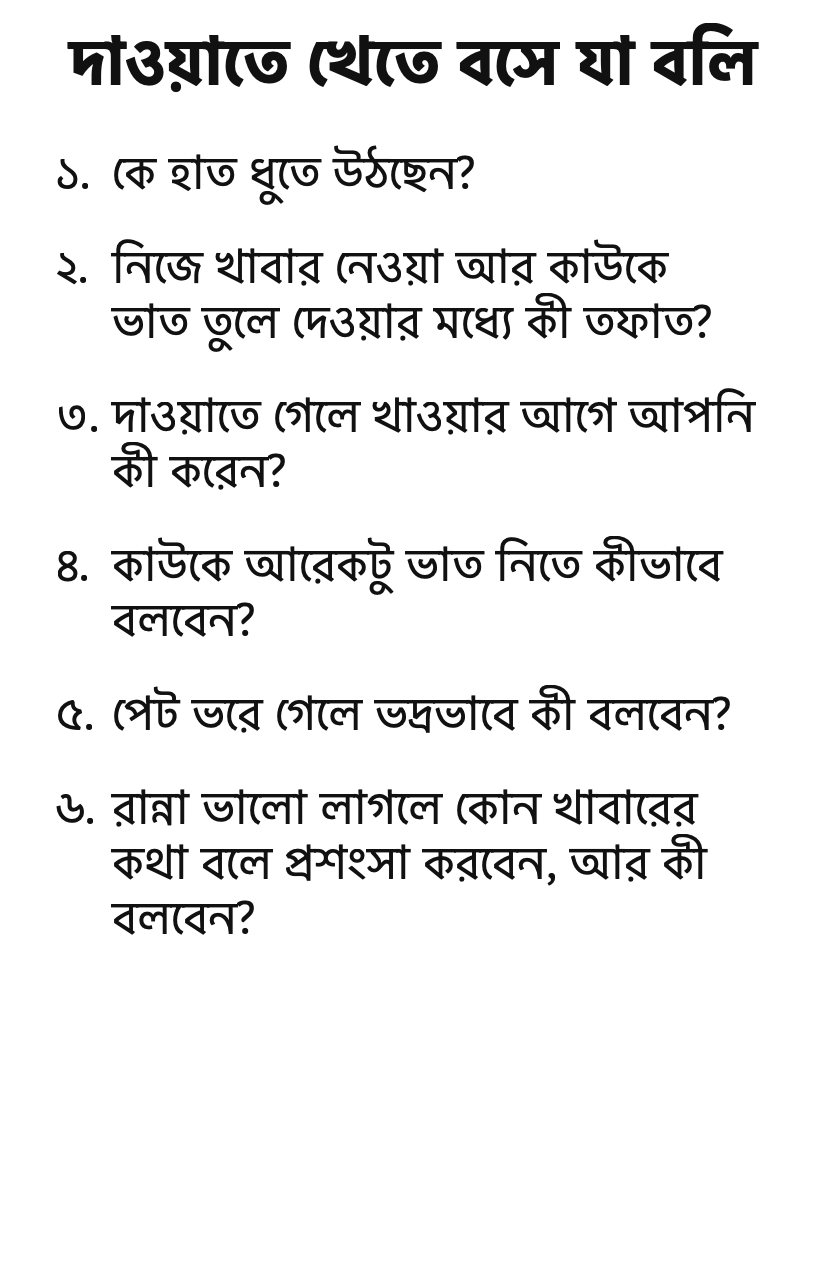 দাওয়াতে খেতে বসে যা বলি
১. কে হাত ধুতে উঠছেন?
২. নিজে খাবার নেওয়া আর কাউকে
ভাত তুলে দেওয়ার মধ্যে কী তফাত?
৩. দাওয়াতে গেলে খাওয়ার আগে আপনি
কী করেন?
৪. কাউকে আরেকটু ভাত নিতে কীভাবে
বলবেন?
৫. পেট ভরে গেলে ভদ্রভাবে কী বলবেন?
৬. রান্না ভালো লাগলে কোন খাবারের
কথা বলে প্রশংসা করবেন, আর কী
বলবেন?